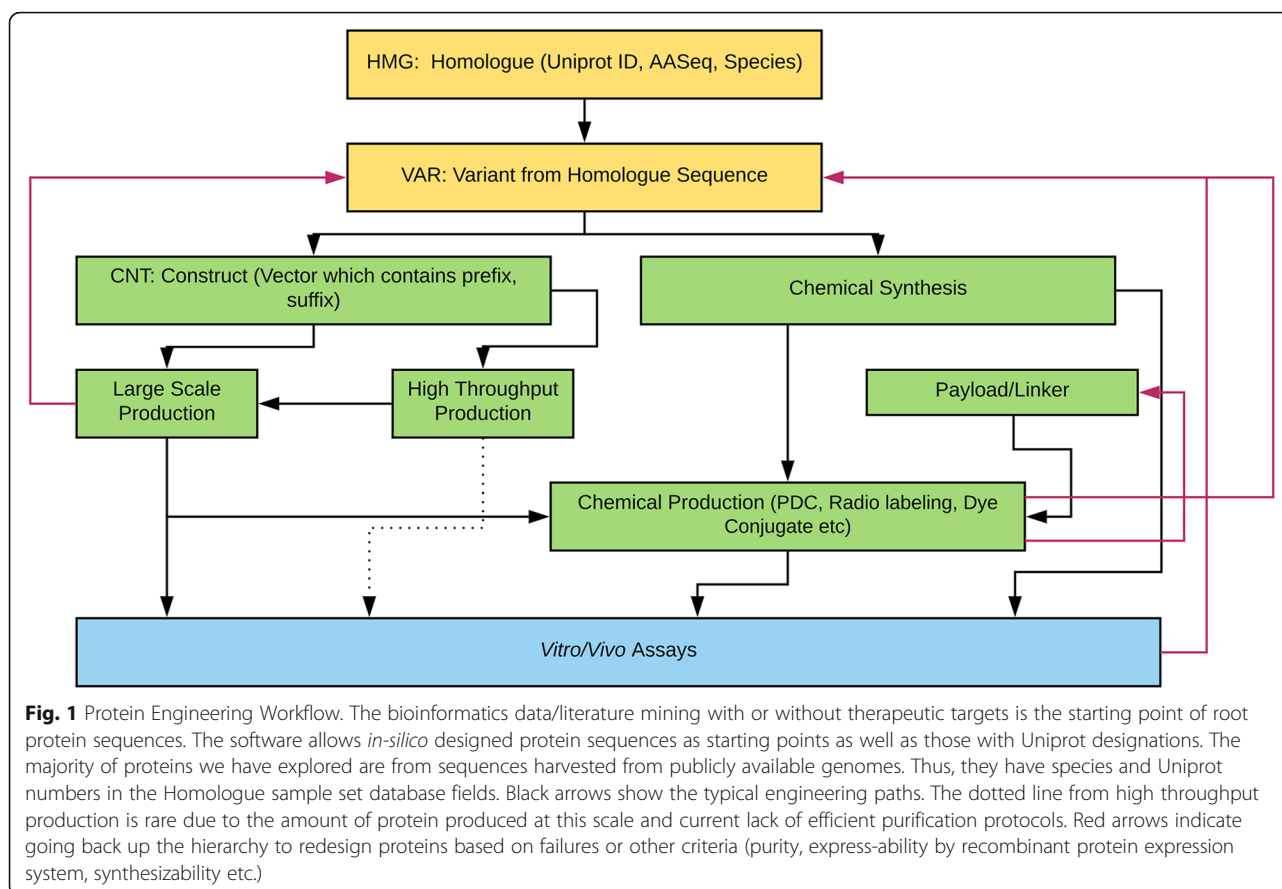 HMG: Homologue (Uniprot ID, AASeq, Species)
VAR: Variant from Homologue Sequence
CNT: Construct (Vector which contains prefix,
suffix)
Chemical Synthesis
Large Scale
Production
High Throughput
Production
Payload/Linker
Chemical Production (PDC, Radio labeling, Dye
Conjugate etc)
Vitro/Vivo Assays
Fig. 1 Protein Engineering Workflow. The bioinformatics data/literature mining with or without therapeutic targets is the starting point of root
protein sequences. The software allows in-silico designed protein sequences as starting points as well as those with Uniprot designations. The
majority of proteins we have explored are from sequences harvested from publicly available genomes. Thus, they have species and Uniprot
numbers in the Homologue sample set database fields. Black arrows show the typical engineering paths. The dotted line from high throughput
production is rare due to the amount of protein produced at this scale and current lack of efficient purification protocols. Red arrows indicate
going back up the hierarchy to redesign proteins based on failures or other criteria (purity, express-ability by recombinant protein expression
system, synthesizability etc.)